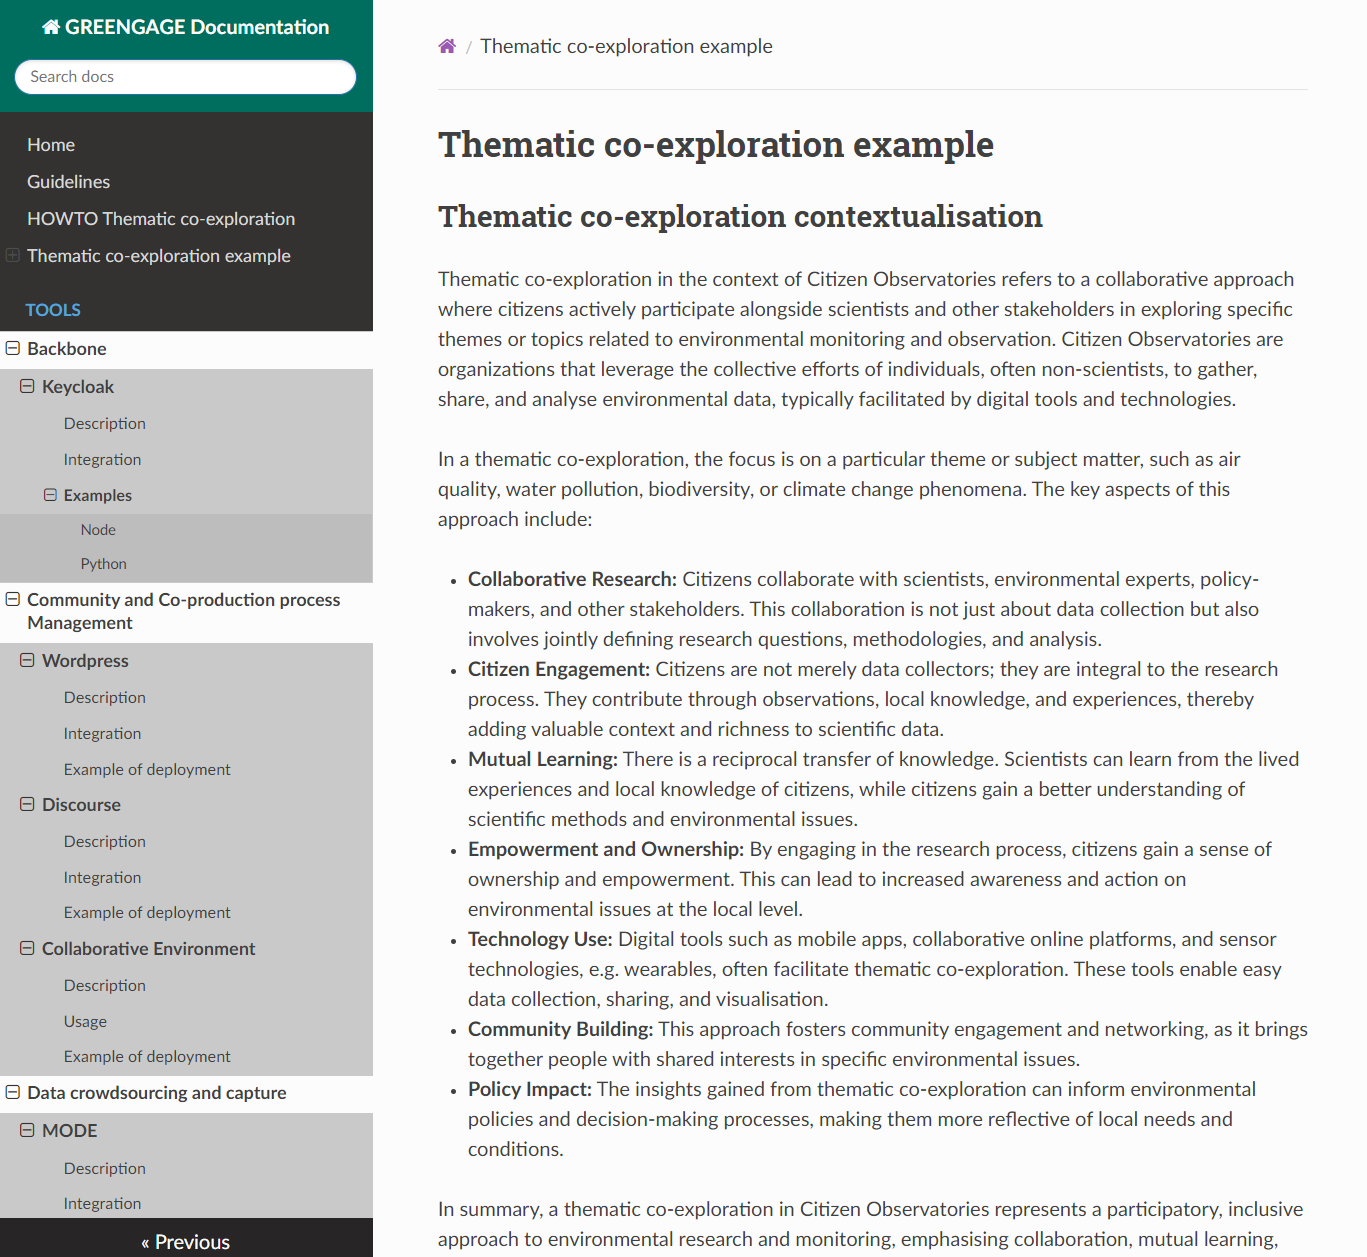 GREENGAGE Documentation
Search docs
Home
Guidelines
HOWTO Thematic co-exploration
Thematic co-exploration example
TOOLS
Backbone
Keycloak
Description
Integration
Examples
Node
Python
Community and Co-production process
Management
Wordpress
Description
Integration
Example of deployment
Discourse
Description
Integration
Example of deployment
Collaborative Environment
Description
Usage
Example of deployment
Data crowdsourcing and capture
MODE
Description
Integration
« Previous
/ Thematic co-exploration example
Thematic co-exploration example
Thematic co-exploration contextualisation
Thematic co-exploration in the context of Citizen Observatories refers to a collaborative approach
where citizens actively participate alongside scientists and other stakeholders in exploring specific
themes or topics related to environmental monitoring and observation. Citizen Observatories are
organizations that leverage the collective efforts of individuals, often non-scientists, to gather,
share, and analyse environmental data, typically facilitated by digital tools and technologies.
In a thematic co-exploration, the focus is on a particular theme or subject matter, such as air
quality, water pollution, biodiversity, or climate change phenomena. The key aspects of this
approach include:
• Collaborative Research: Citizens collaborate with scientists, environmental experts, policy-
makers, and other stakeholders. This collaboration is not just about data collection but also
involves jointly defining research questions, methodologies, and analysis.
• Citizen Engagement: Citizens are not merely data collectors; they are integral to the research
process. They contribute through observations, local knowledge, and experiences, thereby
adding valuable context and richness to scientific data.
• Mutual Learning: There is a reciprocal transfer of knowledge. Scientists can learn from the lived
experiences and local knowledge of citizens, while citizens gain a better understanding of
scientific methods and environmental issues.
• Empowerment and Ownership: By engaging in the research process, citizens gain a sense of
ownership and empowerment. This can lead to increased awareness and action on
environmental issues at the local level.
• Technology Use: Digital tools such as mobile apps, collaborative online platforms, and sensor
technologies, e.g. wearables, often facilitate thematic co-exploration. These tools enable easy
data collection, sharing, and visualisation.
• Community Building: This approach fosters community engagement and networking, as it brings
together people with shared interests in specific environmental issues.
• Policy Impact: The insights gained from thematic co-exploration can inform environmental
policies and decision-making processes, making them more reflective of local needs and
conditions.
In summary, a thematic co-exploration in Citizen Observatories represents a participatory, inclusive
approach to environmental research and monitoring, emphasising collaboration, mutual learning,